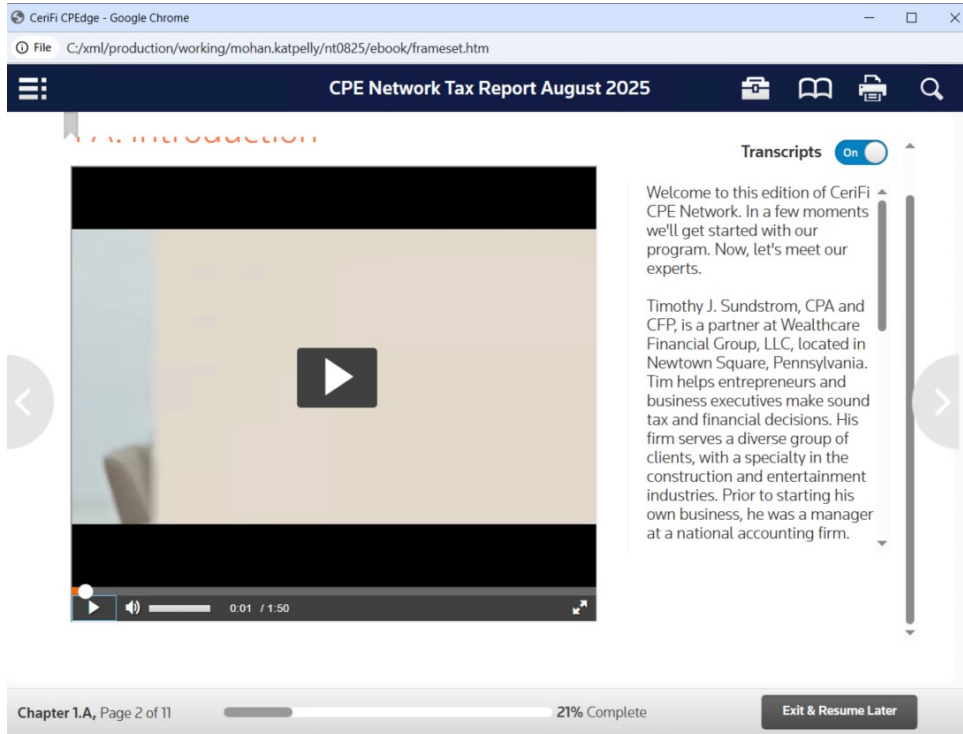 CeriFi CPEdge - Google Chrome
File C:/xml/production/working/mohan.katpelly/nt0825/ebook/frameset.htm
CPE Network Tax Report August 2025
Introduction
Transcripts On
Welcome to this edition of CeriFi
CPE Network. In a few moments
we'll get started with our
program. Now, let's meet our
experts.
Timothy J. Sundstrom, CPA and
CFP, is a partner at Wealthcare
Financial Group, LLC, located in
Newtown Square, Pennsylvania.
Tim helps entrepreneurs and
business executives make sound
tax and financial decisions. His
firm serves a diverse group of
clients, with a specialty in the
construction and entertainment
industries. Prior to starting his
own business, he was a manager
at a national accounting firm.
0:01 / 1:50
Chapter 1.A, Page 2 of 11
21% Complete
Exit & Resume Later